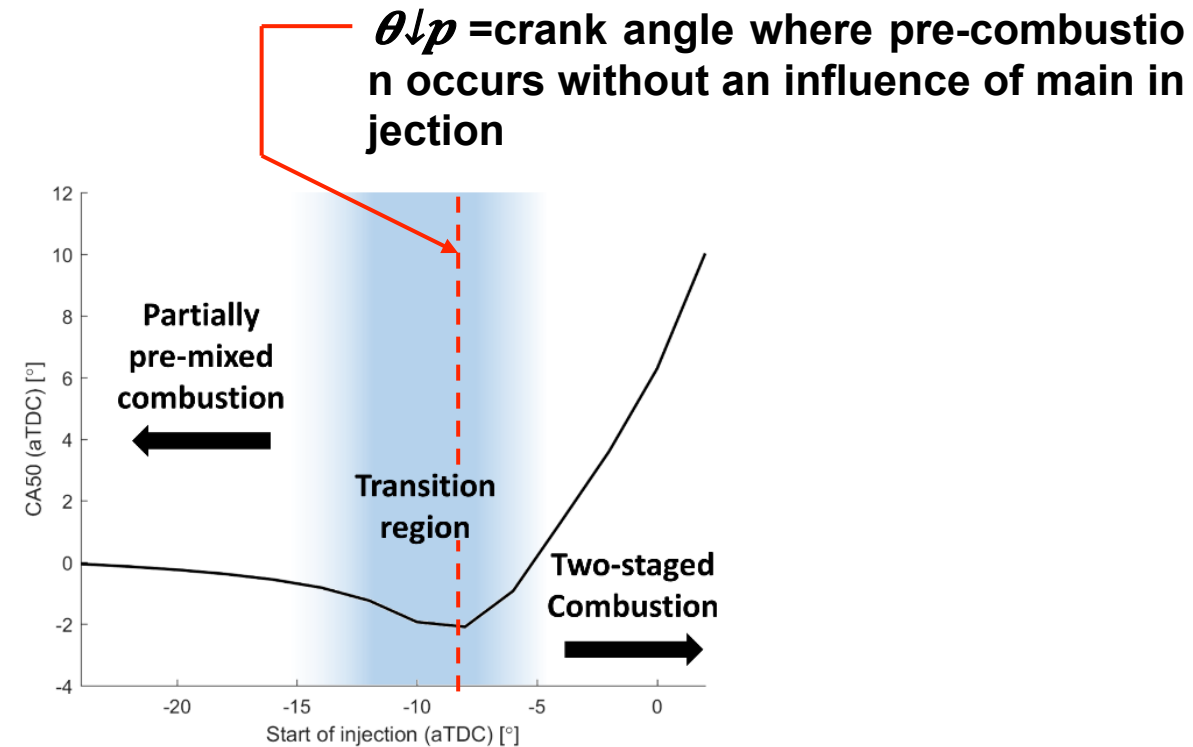 θ↓p =crank angle where pre-combustio
n occurs without an influence of main in
jection
12
10
8
6
4
2
0
-2
-4
CA50 (aTDC) [°]
Partially
pre-mixed
combustion
Transition
region
Two-staged
Combustion
-20
-15
-10
-5
0
Start of injection (aTDC) [°]